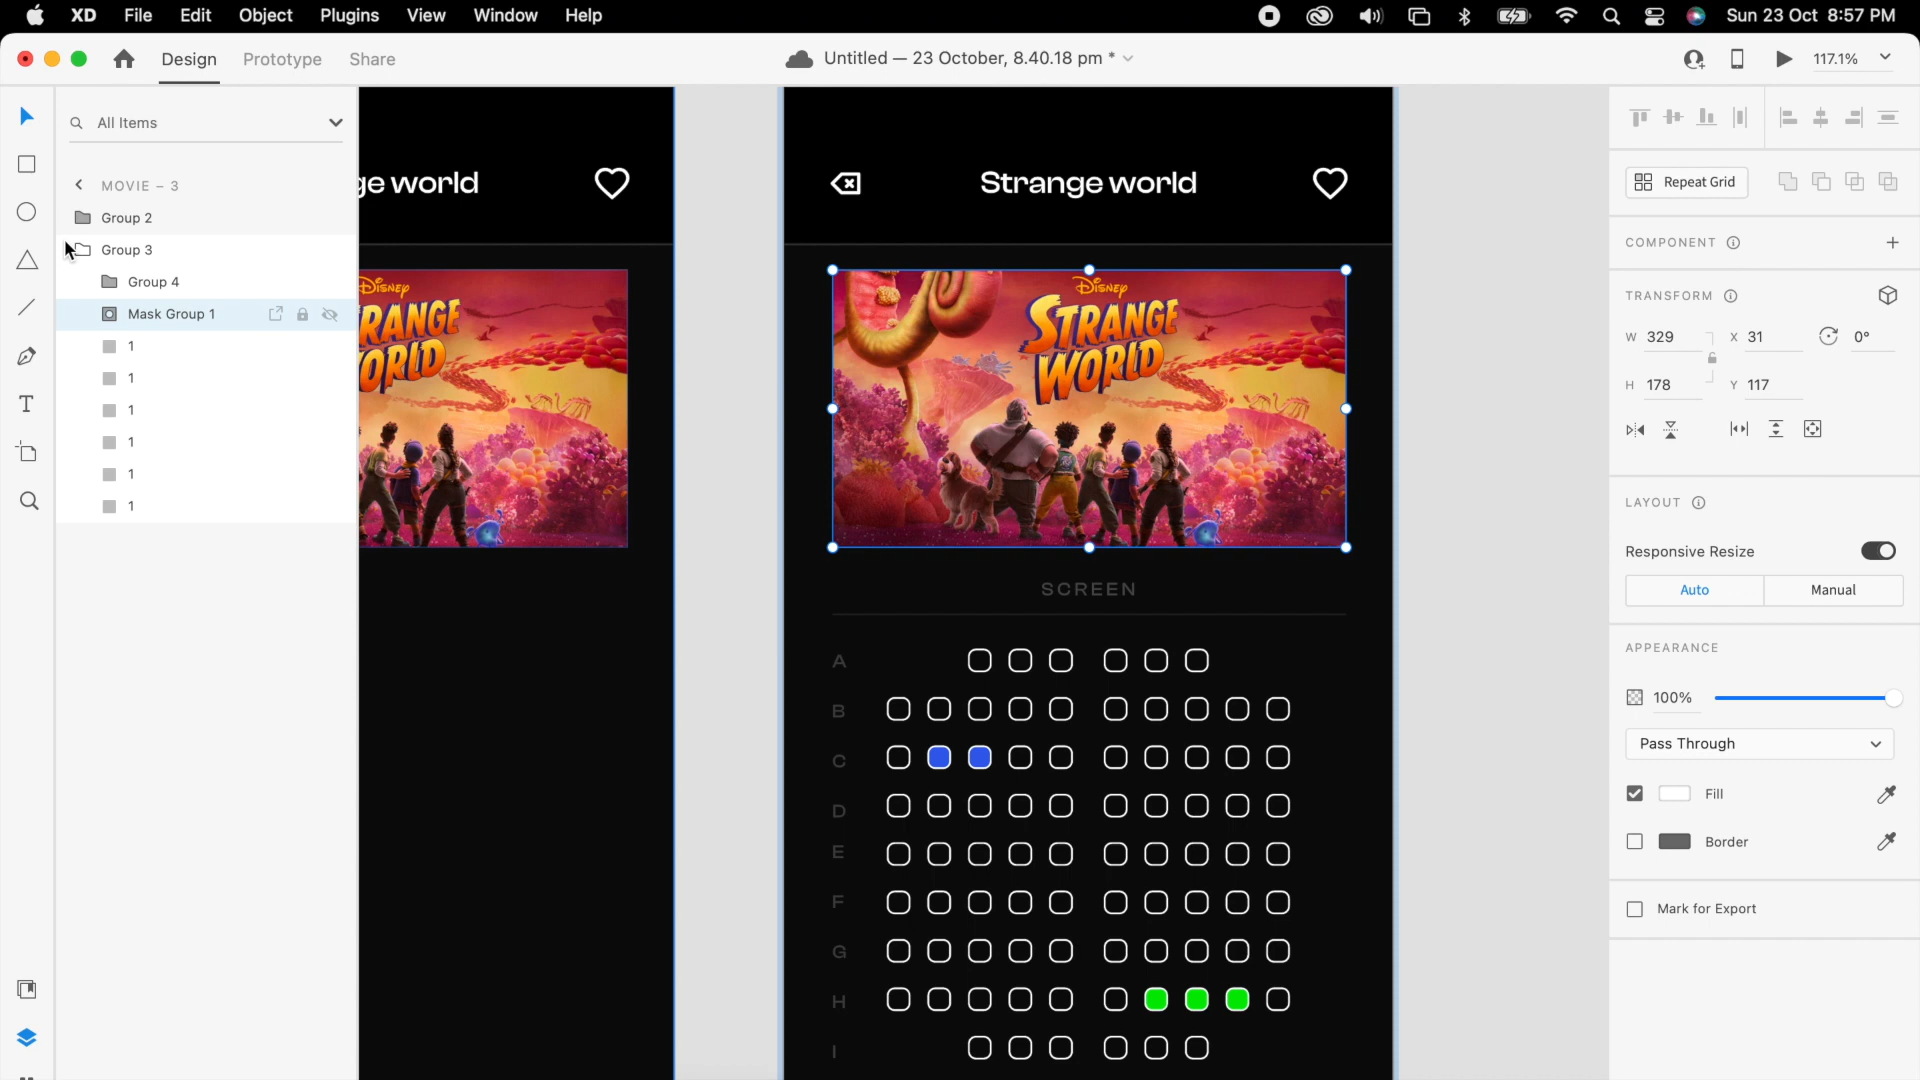 XD File Edit Object Plugins View Window Help Sun 23 Oct 8:57 PM
Design Prototype Share Untitled — 23 October, 8.40.18 pm * 117.1%
All Items
MOVIE – 3
Group 2
Group 3
Group 4
Mask Group 1
1
1
1
1
1
1
ge world
DISNEY
RANGE
ORLD
Strange world
DISNEY
STRANGE
WORLD
SCREEN
A
B
C
D
E
F
G
H
I
Repeat Grid
COMPONENT
TRANSFORM
W 329 X 31 0°
H 178 Y 117
LAYOUT
Responsive Resize
Auto Manual
APPEARANCE
100%
Pass Through
Fill
Border
Mark for Export